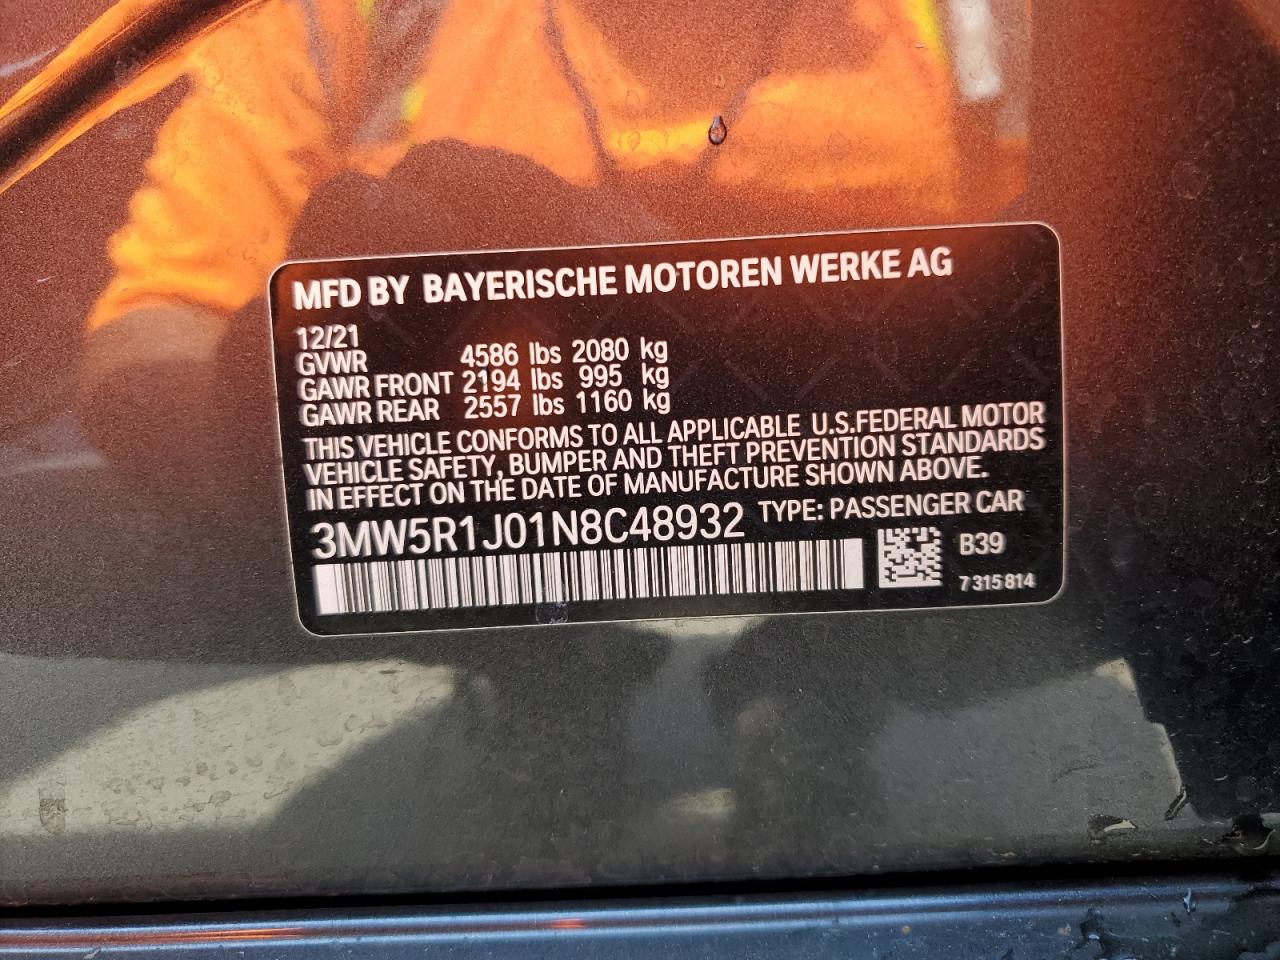 MFD BY BAYERISCHE MOTOREN WERKE AG
12/21
GVWR 4586 lbs 2080 kg
GAWR FRONT 2194 lbs 995 kg
GAWR REAR 2557 lbs 1160 kg
THIS VEHICLE CONFORMS TO ALL APPLICABLE U.S.FEDERAL MOTOR
VEHICLE SAFETY, BUMPER AND THEFT PREVENTION STANDARDS
IN EFFECT ON THE DATE OF MANUFACTURE SHOWN ABOVE.
3MW5R1J01N8C48932 TYPE: PASSENGER CAR
B39
7 315 814